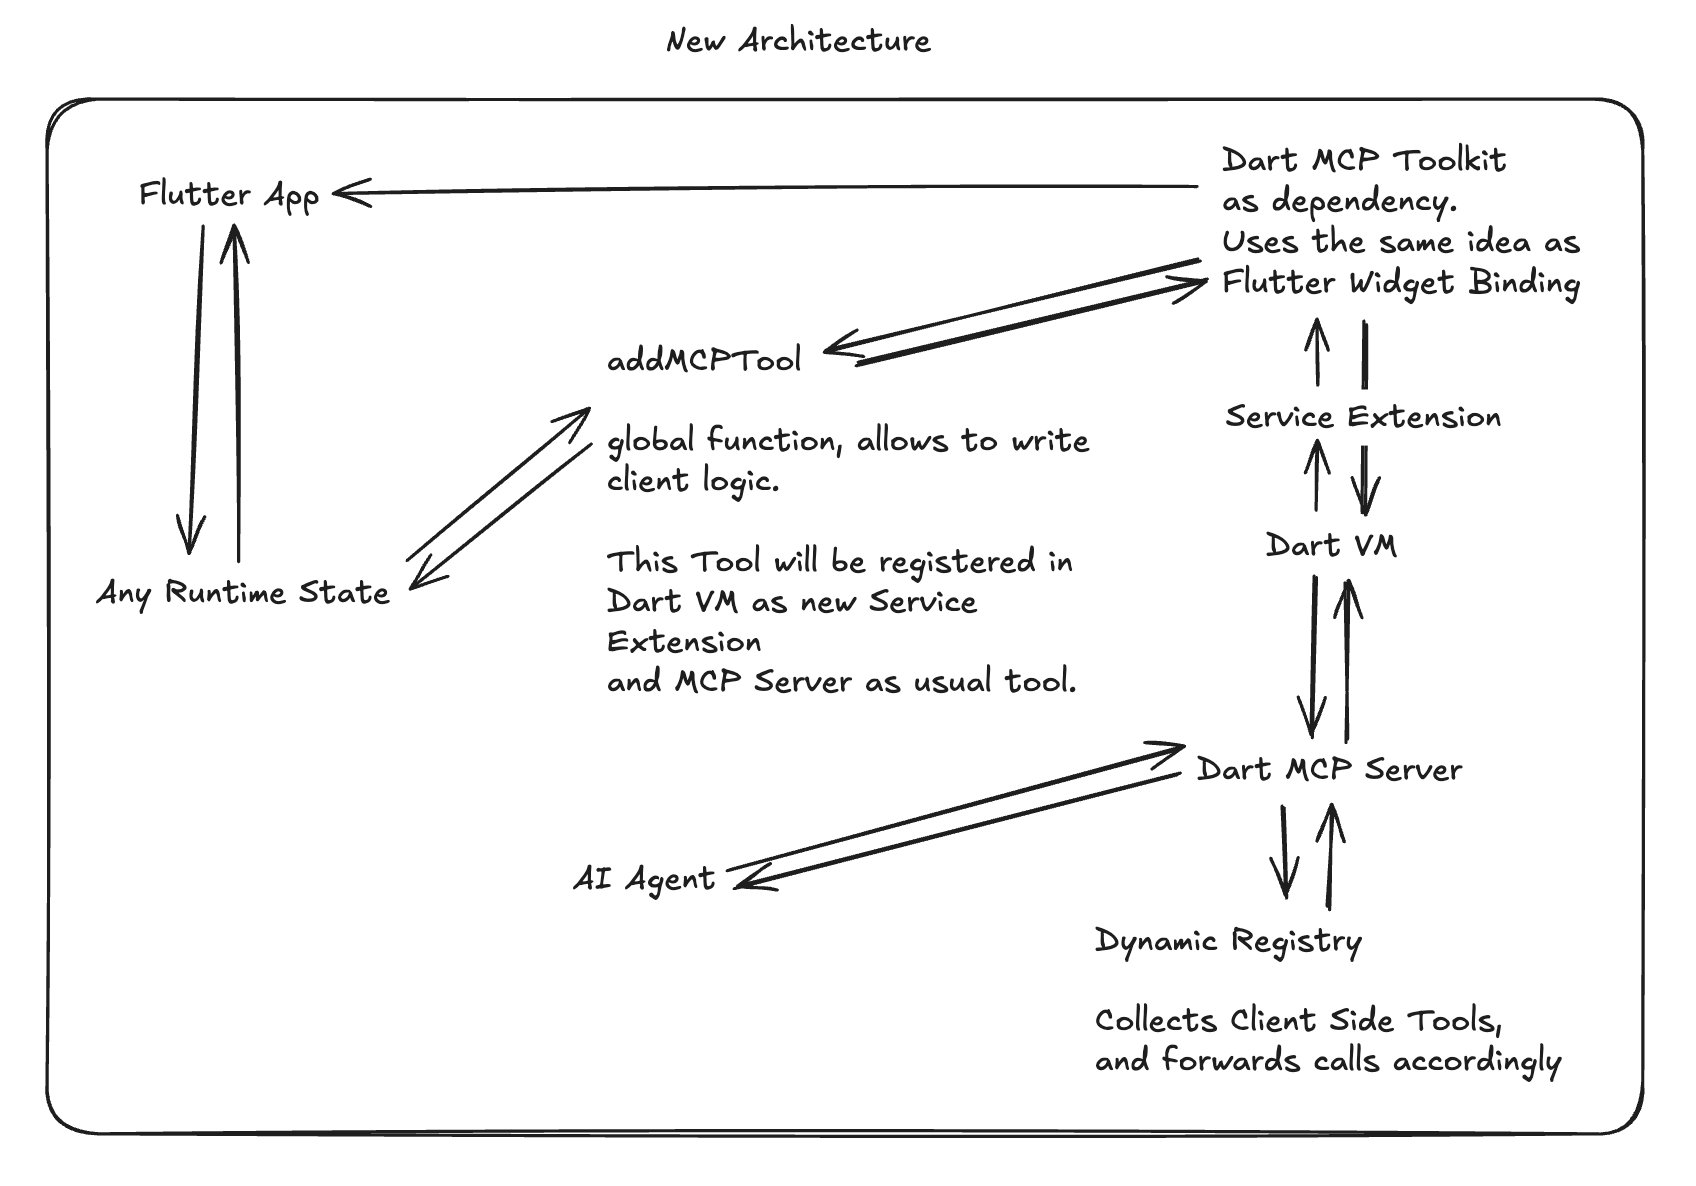 New Architecture
Dart MCP Toolkit
as dependency.
Uses the same idea as
Flutter Widget Binding
Flutter App
addMCPTool
global function, allows to write
client logic.
This Tool will be registered in
Dart VM as new Service
Extension
and MCP Server as usual tool.
Service Extension
Dart VM
Any Runtime State
Dart MCP Server
AI Agent
Dynamic Registry
Collects Client Side Tools,
and forwards calls accordingly